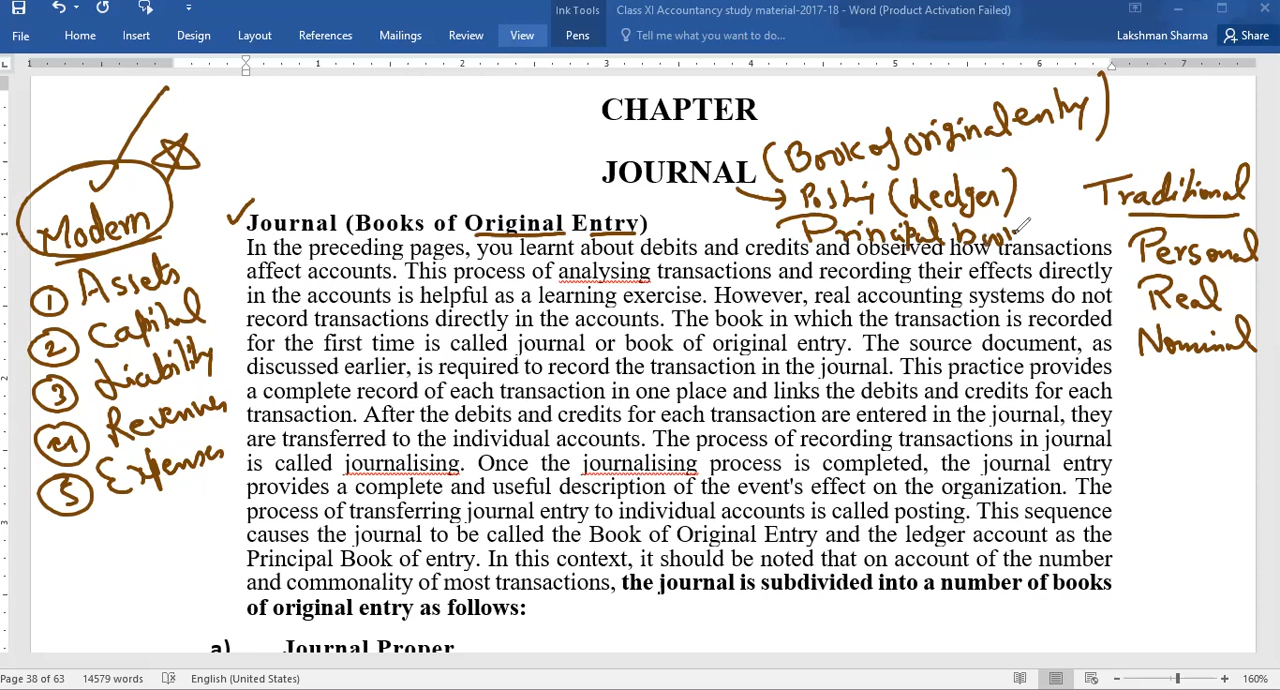 Ink Tools
Class XI Accountancy study material-2017-18 - Word (Product Activation Failed)
File Home Insert Design Layout References Mailings Review View Pens Tell me what you want to do... Lakshman Sharma Share
1 1 2 3 4 5 6 7
CHAPTER
(Book of original entry)
JOURNAL
Posting (Ledger)
Principal book
Journal (Books of Original Entry)
In the preceding pages, you learnt about debits and credits and observed how transactions
affect accounts. This process of analysing transactions and recording their effects directly
in the accounts is helpful as a learning exercise. However, real accounting systems do not
record transactions directly in the accounts. The book in which the transaction is recorded
for the first time is called journal or book of original entry. The source document, as
discussed earlier, is required to record the transaction in the journal. This practice provides
a complete record of each transaction in one place and links the debits and credits for each
transaction. After the debits and credits for each transaction are entered in the journal, they
are transferred to the individual accounts. The process of recording transactions in journal
is called journalising. Once the journalising process is completed, the journal entry
provides a complete and useful description of the event's effect on the organization. The
process of transferring journal entry to individual accounts is called posting. This sequence
causes the journal to be called the Book of Original Entry and the ledger account as the
Principal Book of entry. In this context, it should be noted that on account of the number
and commonality of most transactions, the journal is subdivided into a number of books
of original entry as follows:
a) Journal Proper
Modern
1 Assets
2 Capital
3 Liability
4 Revenues
5 Expenses
Traditional
Personal
Real
Nominal
1 2 3
Page 38 of 63 14579 words English (United States) 160%